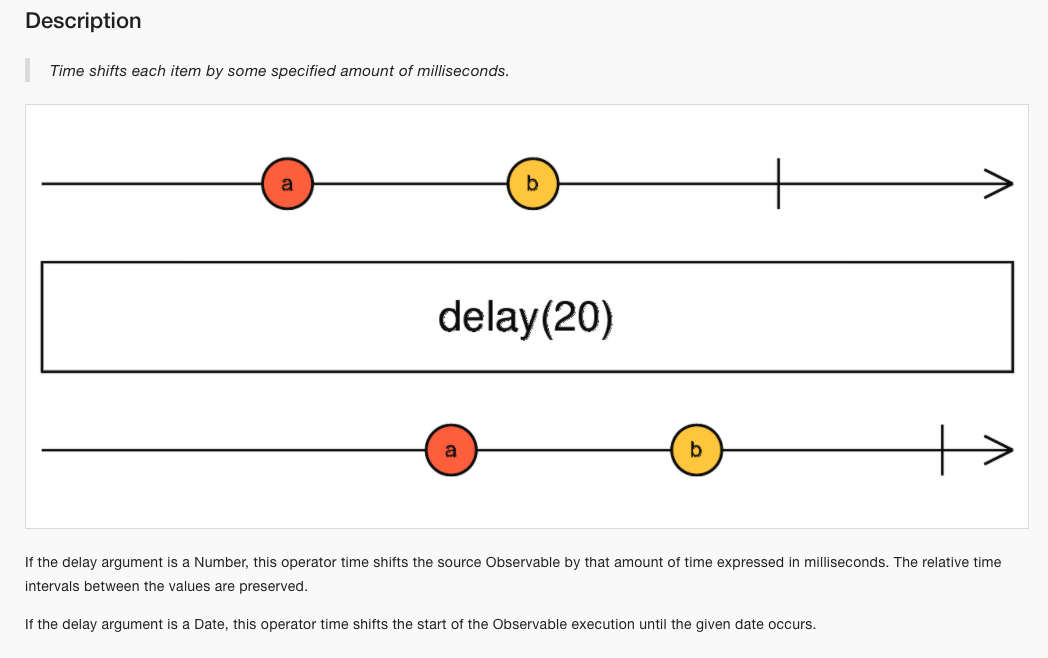 Description
Time shifts each item by some specified amount of milliseconds.
a
b
delay(20)
a
b
If the delay argument is a Number, this operator time shifts the source Observable by that amount of time expressed in milliseconds. The relative time
intervals between the values are preserved.
If the delay argument is a Date, this operator time shifts the start of the Observable execution until the given date occurs.